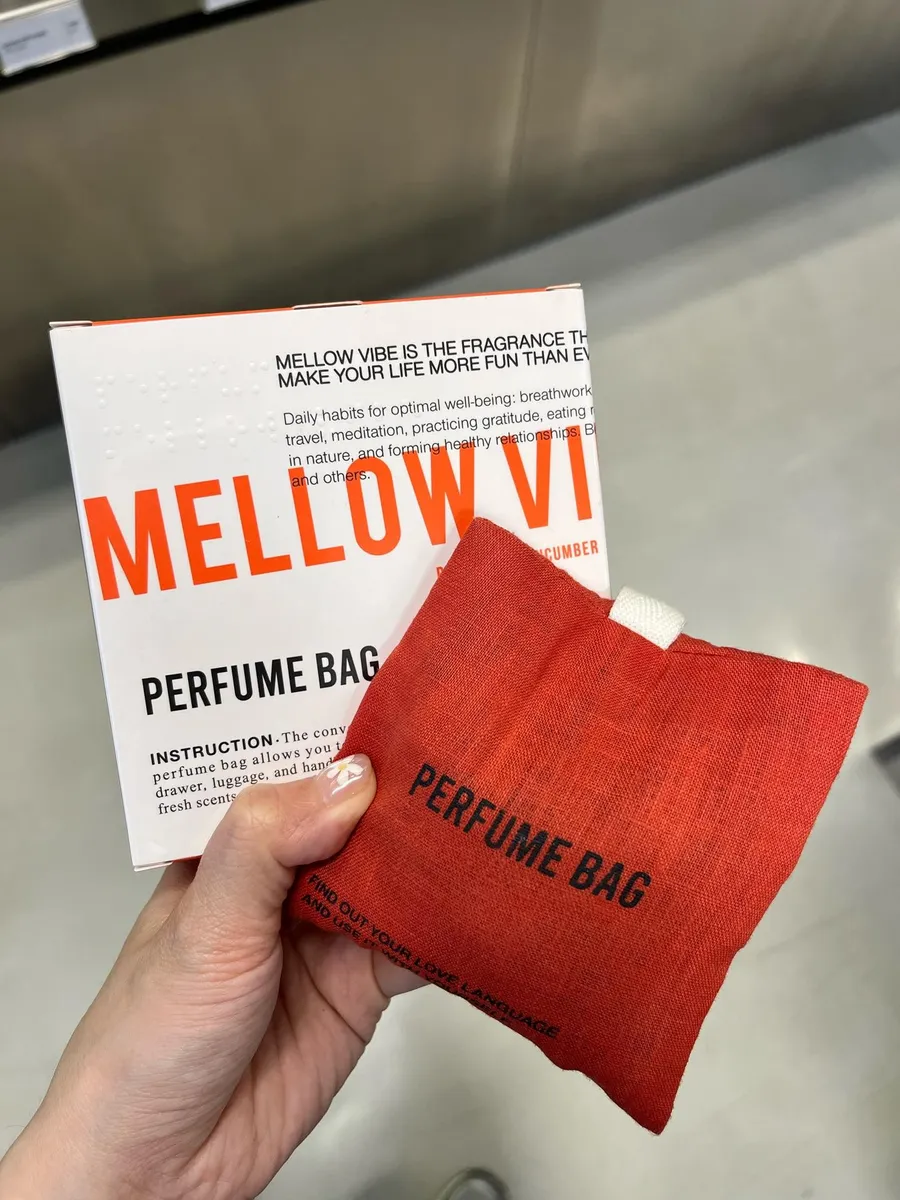 MELLOW VIBE IS THE FRAGRANCE TH
MAKE YOUR LIFE MORE FUN THAN EV
Daily habits for optimal well-being: breathwork
travel, meditation, practicing gratitude, eating
in nature, and forming healthy relationships. B
and others.
MELLOW VI
CUMBER
PERFUME BAG
INSTRUCTION · The conv
perfume bag allows you t
drawer, luggage, and hand
fresh scents
PERFUME BAG
FIND OUT YOUR LOVE LANGUAGE
AND USE IT WITH